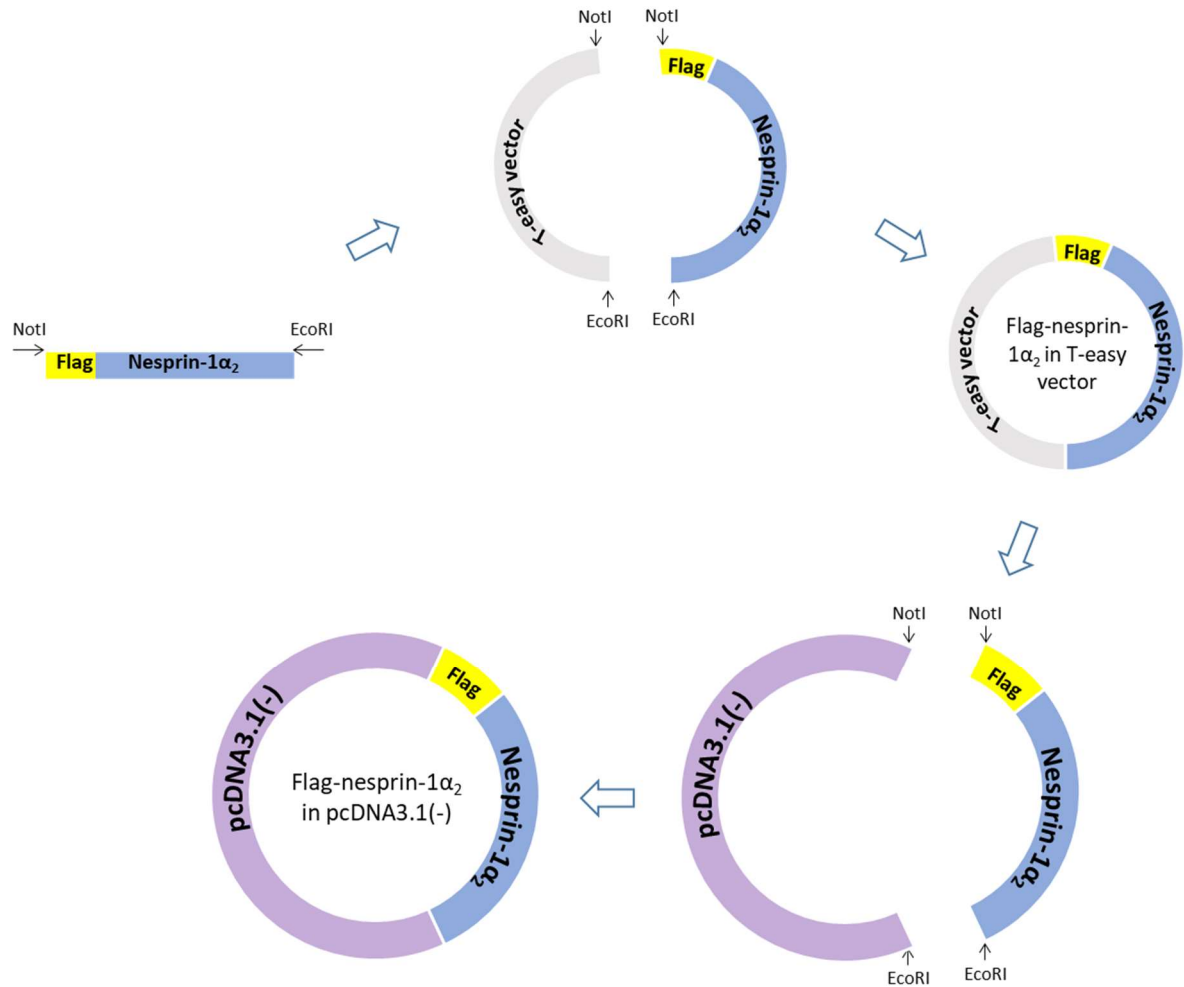 NotI
NotI
Flag
T-easy vector
Nesprin-1α₂
EcoRI
EcoRI
NotI
EcoRI
Flag
Nesprin-1α₂
Flag
T-easy vector
Nesprin-1α₂
Flag-nesprin-
1α₂ in T-easy
vector
NotI
NotI
Flag
pcDNA3.1(-)
Nesprin-1α₂
EcoRI
EcoRI
Flag
pcDNA3.1(-)
Nesprin-1α₂
Flag-nesprin-1α₂
in pcDNA3.1(-)